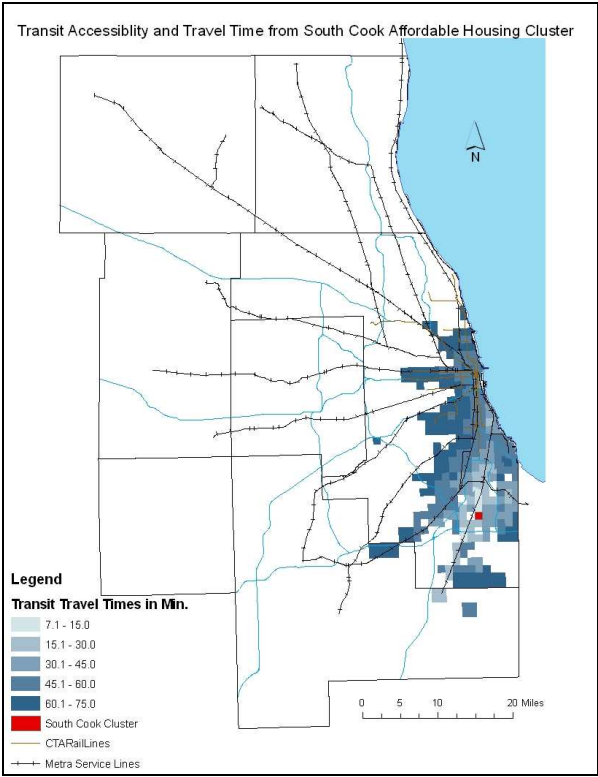 Transit Accessiblity and Travel Time from South Cook Affordable Housing Cluster
N
Legend
Transit Travel Times in Min.
7.1 - 15.0
15.1 - 30.0
30.1 - 45.0
45.1 - 60.0
60.1 - 75.0
South Cook Cluster
CTARailLines
Metra Service Lines
0 5 10 20 Miles